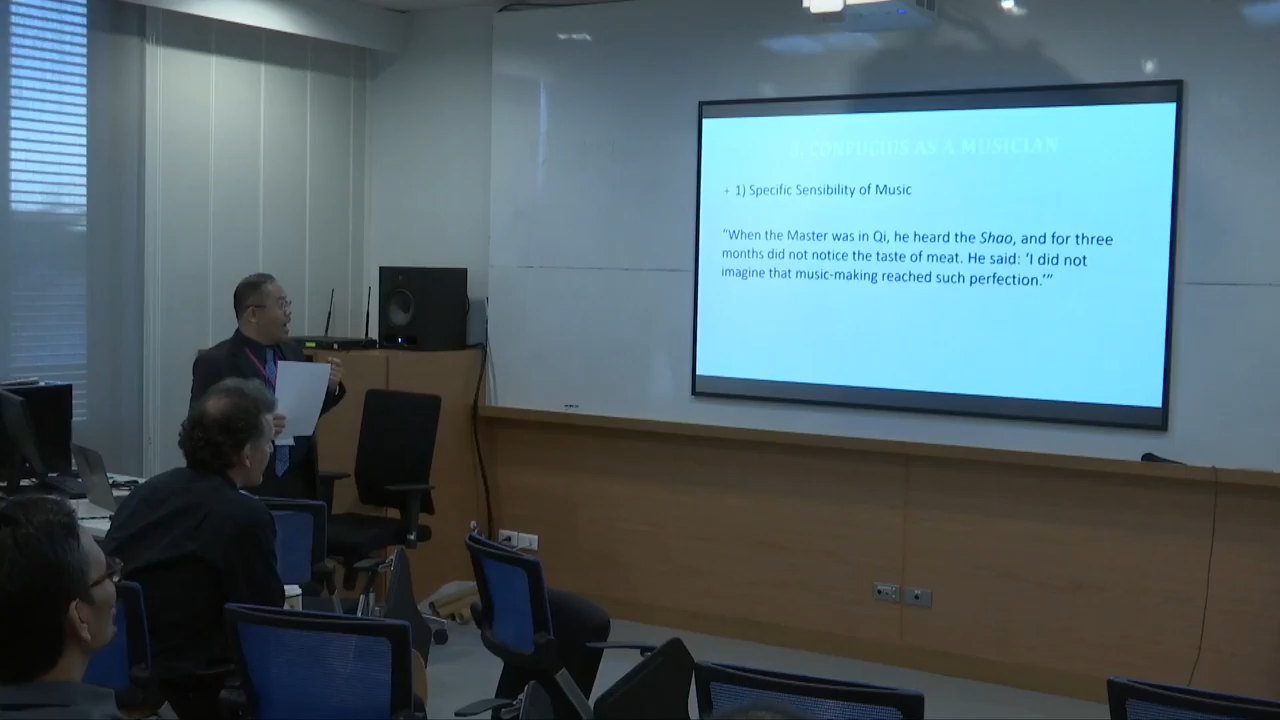 3. CONFUCIUS AS A MUSICIAN
+ 1) Specific Sensibility of Music
“When the Master was in Qi, he heard the Shao, and for three
months did not notice the taste of meat. He said: ‘I did not
imagine that music-making reached such perfection.’”